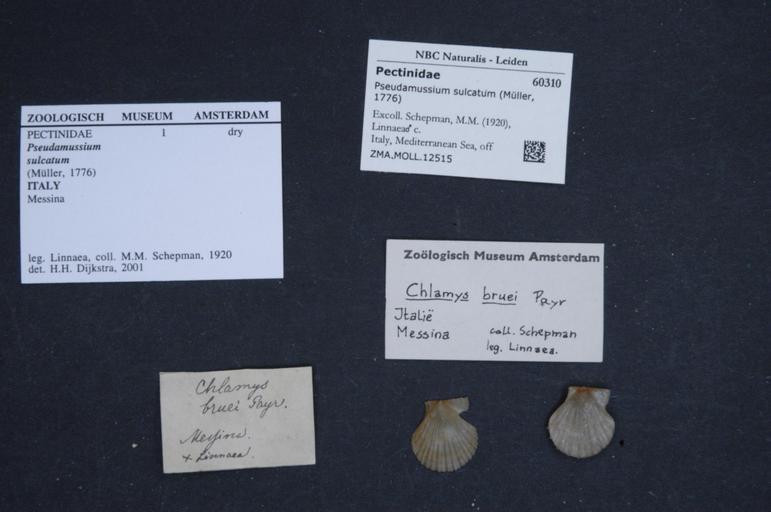 ZOOLOGISCH MUSEUM AMSTERDAM
PECTINIDAE 1 dry
Pseudamussium
sulcatum
(Müller, 1776)
ITALY
Messina
leg. Linnaea, coll. M.M. Schepman, 1920
det. H.H. Dijkstra, 2001
NBC Naturalis - Leiden
Pectinidae 60310
Pseudamussium sulcatum (Müller,
1776)
Excoll. Schepman, M.M. (1920),
Linnaea c.
Italy, Mediterranean Sea, off
ZMA.MOLL.12515
Zoölogisch Museum Amsterdam
Chlamys bruei Payr
Italië
Messina coll. Schepman
leg. Linnaea.
Chlamys
bruei Payr.
Messina.
Linnaea.